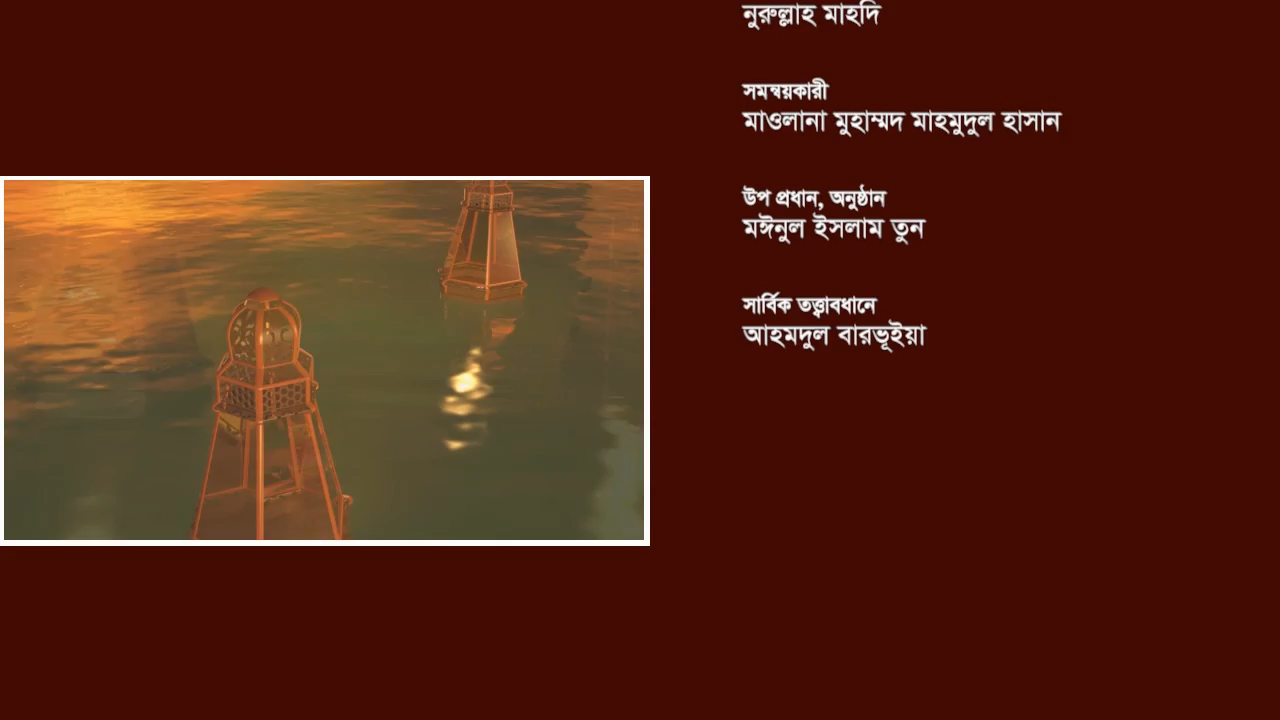 নুরুল্লাহ মাহদি
সমন্বয়কারী
মাওলানা মুহাম্মদ মাহমুদুল হাসান
উপ প্রধান, অনুষ্ঠান
মঈনুল ইসলাম তুন
সার্বিক তত্ত্বাবধানে
আহমদুল বারভূইয়া